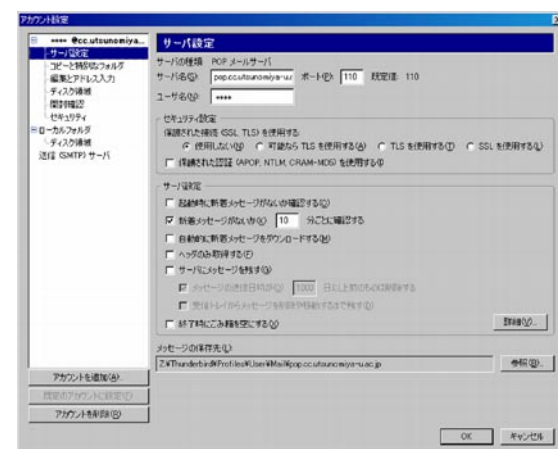 アカウント設定
**** @cc.utsunomiya...
サーバ設定
コピーと特別なフォルダ
編集とアドレス入力
ディスク領域
開封確認
セキュリティ
ローカルフォルダ
ディスク領域
送信 (SMTP) サーバ
アカウントを追加(A)...
既定のアカウントに設定(T)
アカウントを削除(R)
サーバ設定
サーバの種類 POP メールサーバ
サーバ名(S): pop.cc.utsunomiya-u.a ポート(P): 110 既定値: 110
ユーザ名(N): ****
セキュリティ設定
保護された接続 (SSL, TLS) を使用する
使用しない(N) 可能なら TLS を使用する(A) TLS を使用する(T) SSL を使用する(L)
保護された認証 (APOP, NTLM, CRAM-MD5) を使用する(I)
サーバ設定
起動時に新着メッセージがないか確認する(C)
新着メッセージがないか(K) 10 分ごとに確認する
自動的に新着メッセージをダウンロードする(M)
ヘッダのみ取得する(F)
サーバにメッセージを残す(G)
メッセージの送信日時が(O) 1000 日以上前のものは削除する
受信トレイからメッセージを削除や移動するまで残す(D)
終了時にごみ箱を空にする(X)
詳細(V)...
メッセージの保存先(L)
Z:¥Thunderbird¥Profiles¥User¥Mail¥pop.cc.utsunomiya-u.ac.jp
参照(B)...
OK キャンセル